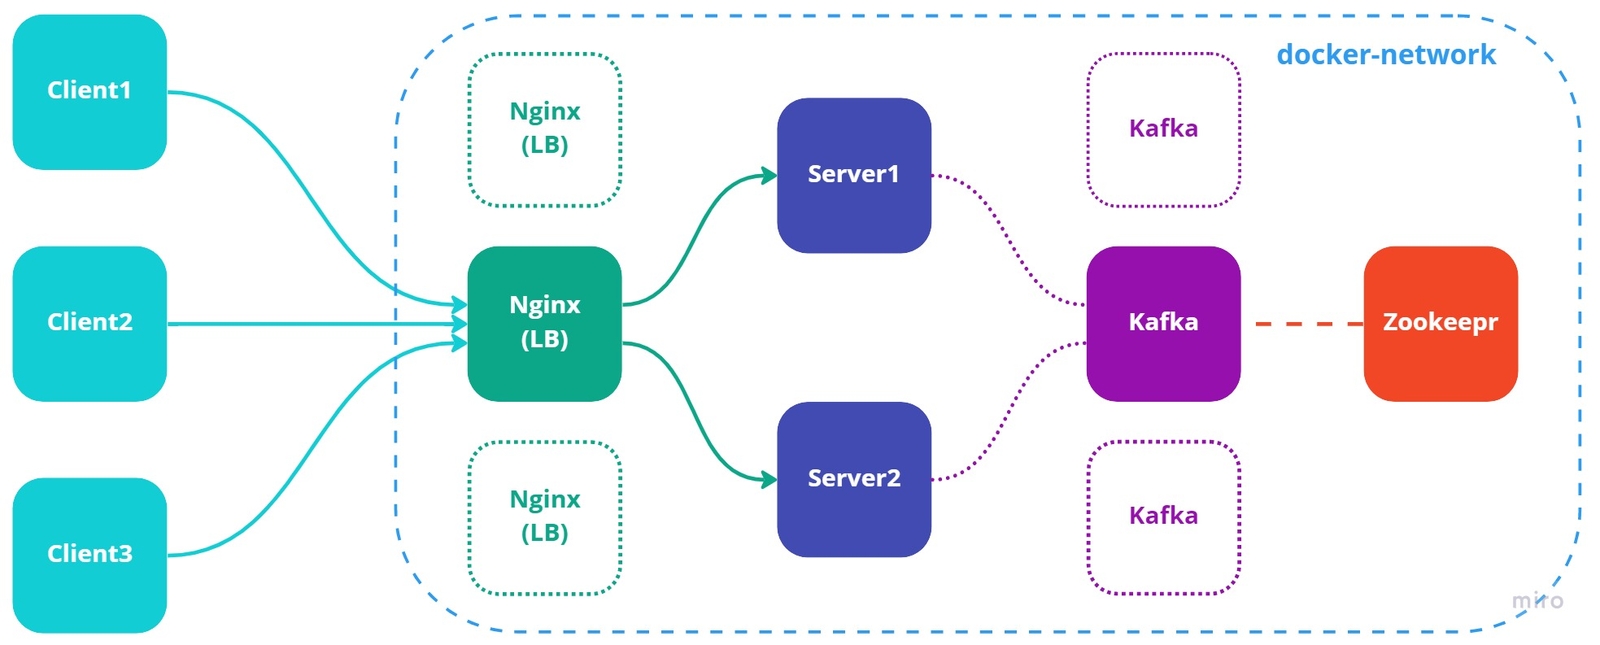 Client1
Client2
Client3
docker-network
Nginx
(LB)
Nginx
(LB)
Nginx
(LB)
Server1
Server2
Kafka
Kafka
Kafka
Zookeepr
miro